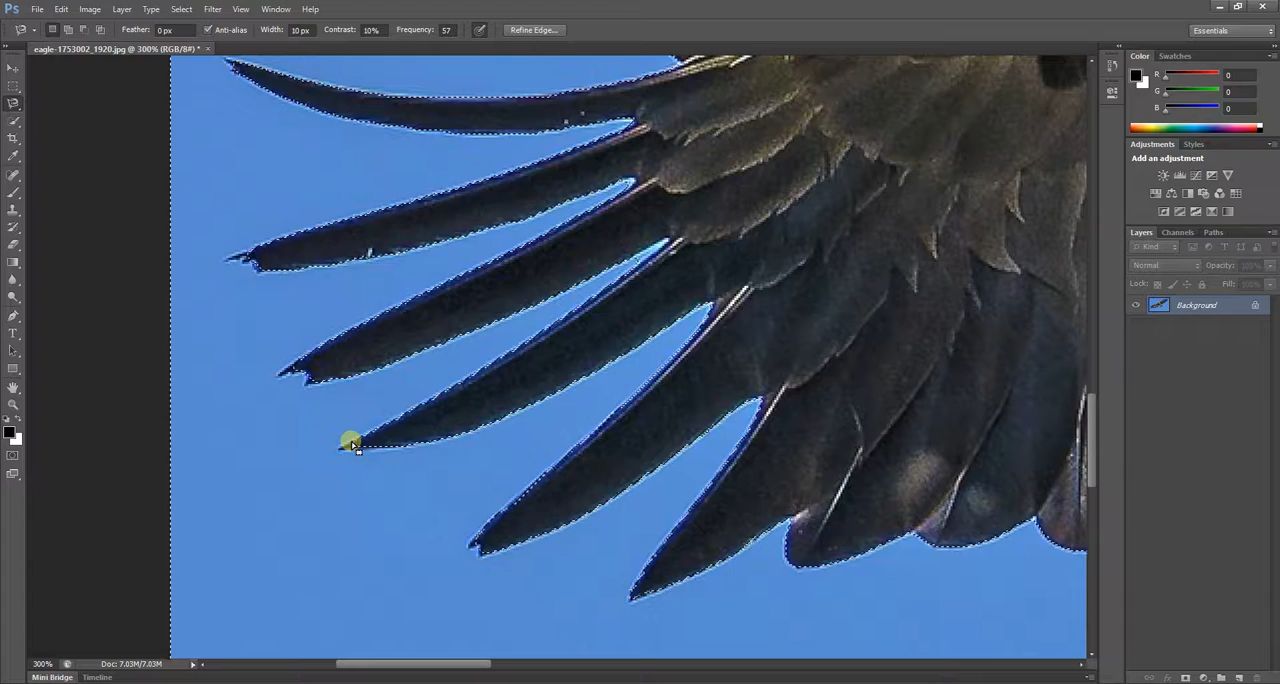 Ps File Edit Image Layer Type Select Filter View Window Help
Feather: 0 px Anti-alias Width: 10 px Contrast: 10% Frequency: 57 Refine Edge... Essentials
eagle-1753002_1920.jpg @ 300% (RGB/8#) * ×
Color Swatches
R 0
G 0
B 0
Adjustments Styles
Add an adjustment
Layers Channels Paths
Kind
Normal Opacity:
Lock: Fill:
Background
T
300% Doc: 7.03M/7.03M
Mini Bridge Timeline